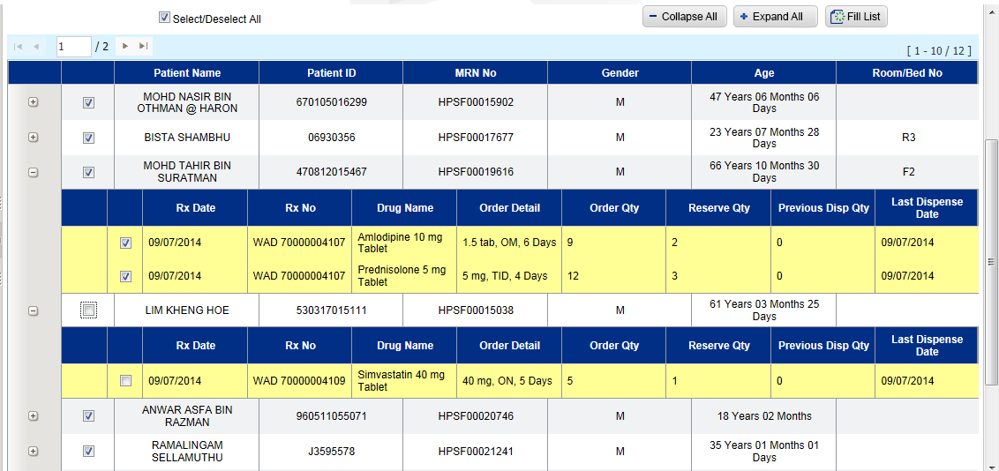 Select/Deselect All Collapse All Expand All Fill List
1 / 2 [ 1 - 10 / 12 ]
Patient Name Patient ID MRN No Gender Age Room/Bed No
MOHD NASIR BIN OTHMAN @ HARON 670105016299 HPSF00015902 M 47 Years 06 Months 06 Days
BISTA SHAMBHU 06930356 HPSF00017677 M 23 Years 07 Months 28 Days R3
MOHD TAHIR BIN SURATMAN 470812015467 HPSF00019616 M 66 Years 10 Months 30 Days F2
Rx Date Rx No Drug Name Order Detail Order Qty Reserve Qty Previous Disp Qty Last Dispense Date
09/07/2014 WAD 70000004107 Amlodipine 10 mg Tablet 1.5 tab, OM, 6 Days 9 2 0 09/07/2014
09/07/2014 WAD 70000004107 Prednisolone 5 mg Tablet 5 mg, TID, 4 Days 12 3 0 09/07/2014
LIM KHENG HOE 530317015111 HPSF00015038 M 61 Years 03 Months 25 Days
Rx Date Rx No Drug Name Order Detail Order Qty Reserve Qty Previous Disp Qty Last Dispense Date
09/07/2014 WAD 70000004109 Simvastatin 40 mg Tablet 40 mg, ON, 5 Days 5 1 0 09/07/2014
ANWAR ASFA BIN RAZMAN 960511055071 HPSF00020746 M 18 Years 02 Months
RAMALINGAM SELLAMUTHU J3595578 HPSF00021241 M 35 Years 01 Months 01 Days